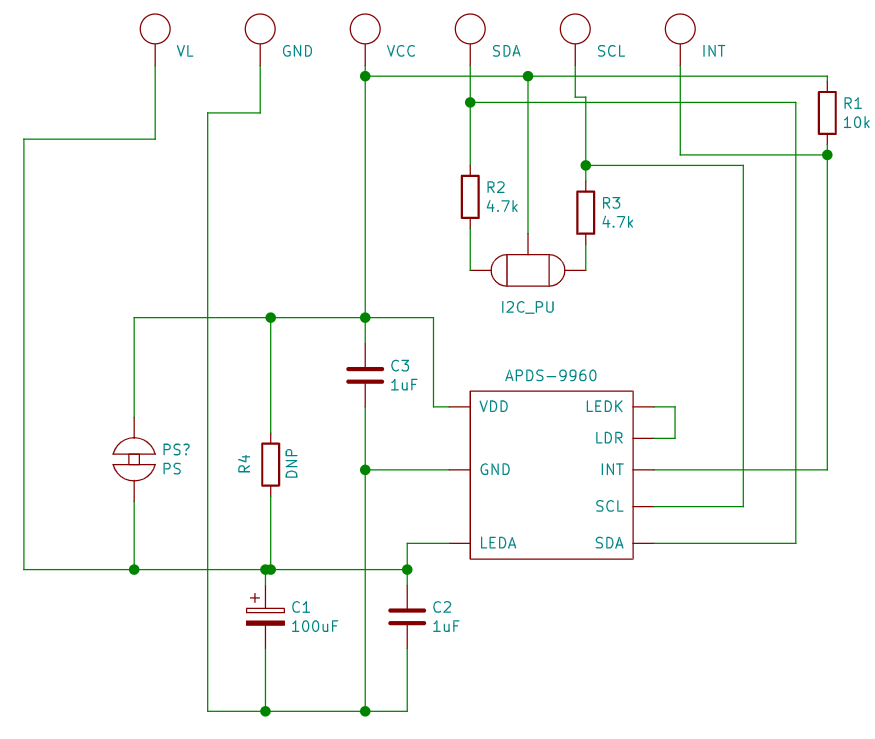 VL
GND
VCC
SDA
SCL
INT
R1
10k
R2
4.7k
R3
4.7k
I2C_PU
C3
1uF
APDS-9960
VDD
LEDK
LDR
GND
INT
SCL
LEDA
SDA
PS?
PS
R4
DNP
+
C1
100uF
C2
1uF